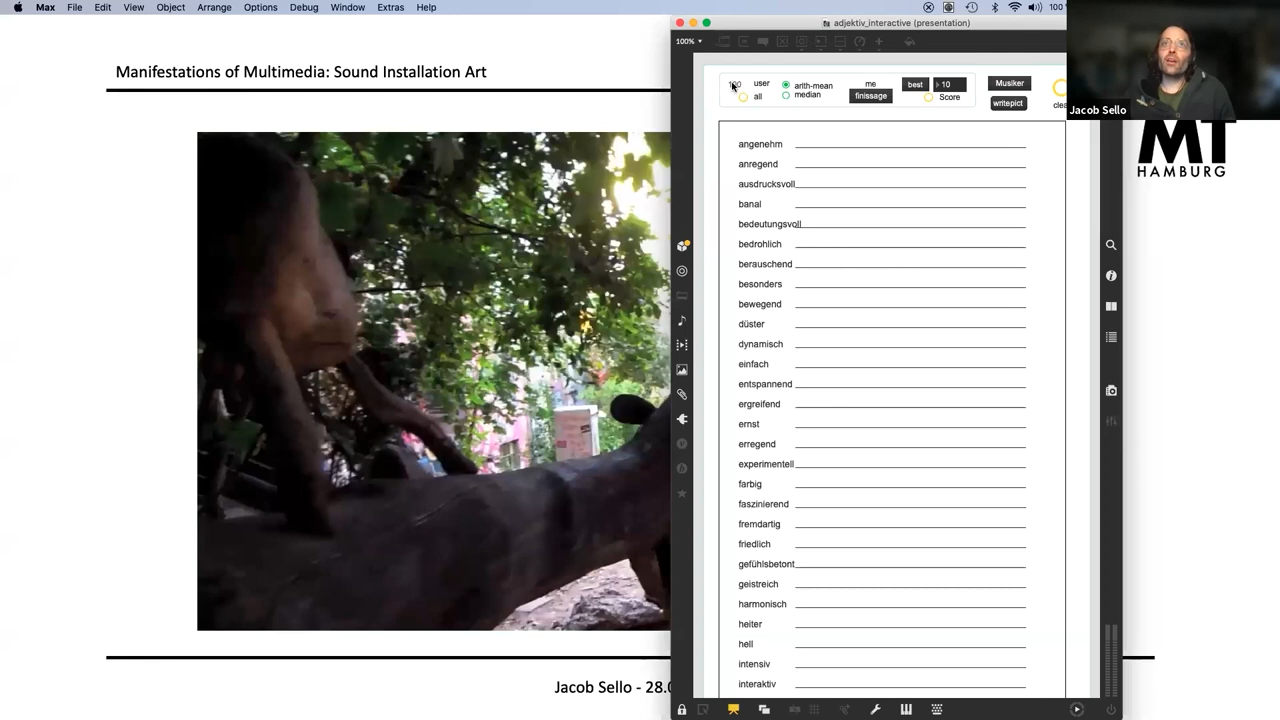 Max File Edit View Object Arrange Options Debug Window Extras Help
100
adjektiv_interactive (presentation)
100%
Manifestations of Multimedia: Sound Installation Art
user
arith-mean
me
best
10
Musiker
all
median
finissage
Score
writepict
Jacob Sello
MT
HAMBURG
angenehm
anregend
ausdrucksvoll
banal
bedeutungsvoll
bedrohlich
berauschend
besonders
bewegend
düster
dynamisch
einfach
entspannend
ergreifend
ernst
erregend
experimentell
farbig
faszinierend
fremdartig
friedlich
gefühlsbetont
geistreich
harmonisch
heiter
hell
intensiv
interaktiv
Jacob Sello - 28.0